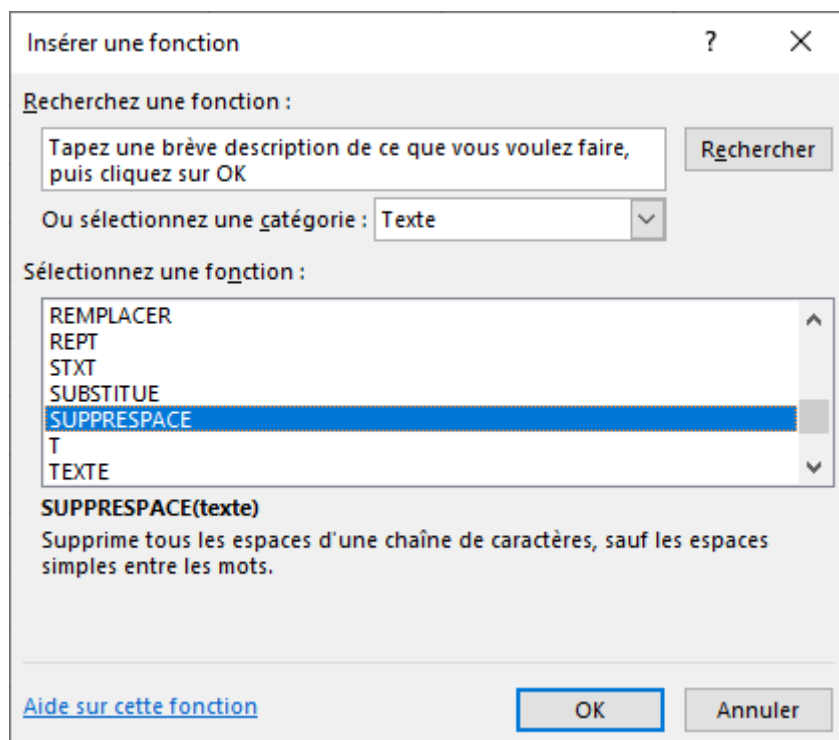 Insérer une fonction ?
Recherchez une fonction :
Tapez une brève description de ce que vous voulez faire,
puis cliquez sur OK
Rechercher
Ou sélectionnez une catégorie : Texte
Sélectionnez une fonction :
REMPLACER
REPT
STXT
SUBSTITUE
SUPPRESPACE
T
TEXTE
SUPPRESPACE(texte)
Supprime tous les espaces d'une chaîne de caractères, sauf les espaces
simples entre les mots.
Aide sur cette fonction OK Annuler